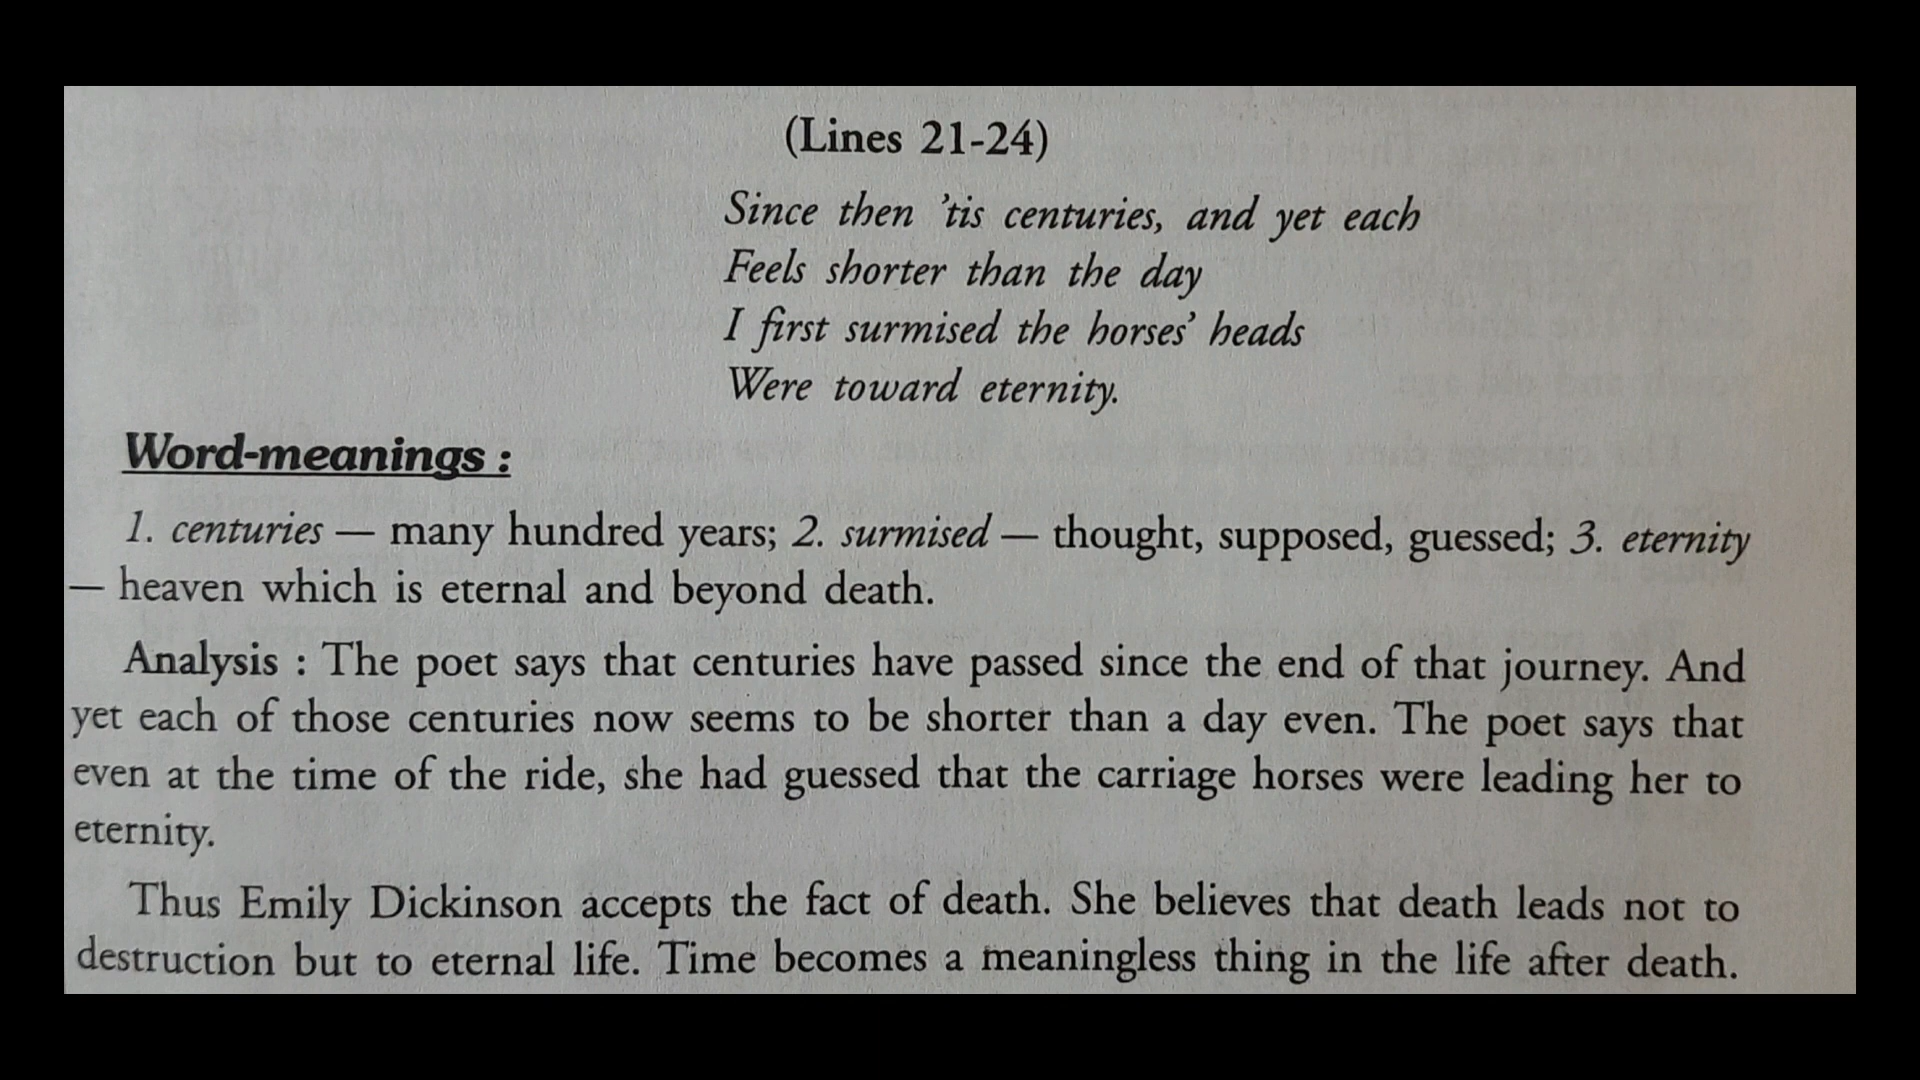 (Lines 21-24)
Since then ’tis centuries, and yet each
Feels shorter than the day
I first surmised the horses’ heads
Were toward eternity.
Word-meanings :
1. centuries — many hundred years; 2. surmised — thought, supposed, guessed; 3. eternity
— heaven which is eternal and beyond death.
Analysis : The poet says that centuries have passed since the end of that journey. And
yet each of those centuries now seems to be shorter than a day even. The poet says that
even at the time of the ride, she had guessed that the carriage horses were leading her to
eternity.
Thus Emily Dickinson accepts the fact of death. She believes that death leads not to
destruction but to eternal life. Time becomes a meaningless thing in the life after death.